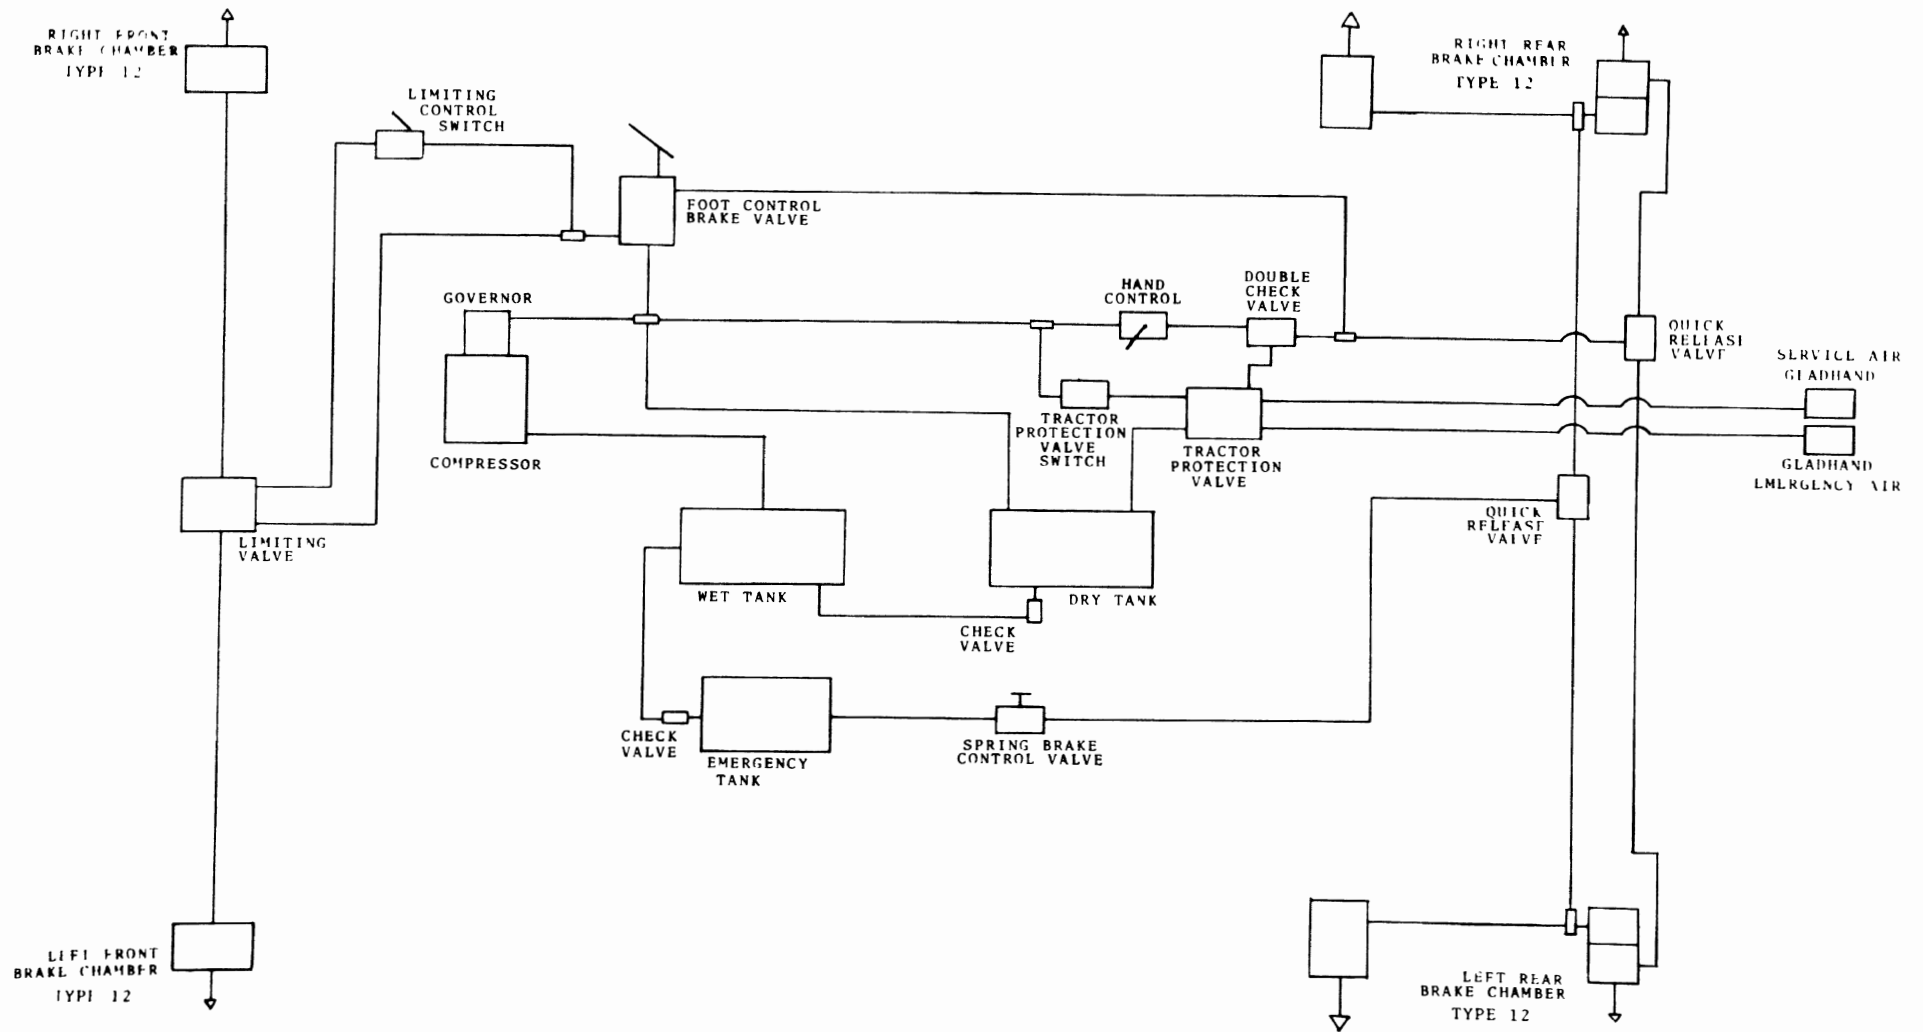 RIGHT FRONT
BRAKE CHAMBER
TYPE 12
LIMITING
CONTROL
SWITCH
FOOT CONTROL
BRAKE VALVE
RIGHT REAR
BRAKE CHAMBER
TYPE 12
GOVERNOR
COMPRESSOR
HAND
CONTROL
DOUBLE
CHECK
VALVE
QUICK
RELEASE
VALVE
SERVICE AIR
GLADHAND
TRACTOR
PROTECTION
VALVE
SWITCH
TRACTOR
PROTECTION
VALVE
GLADHAND
EMERGENCY AIR
LIMITING
VALVE
QUICK
RELEASE
VALVE
WET TANK
DRY TANK
CHECK
VALVE
CHECK
VALVE
EMERGENCY
TANK
SPRING BRAKE
CONTROL VALVE
LEFT FRONT
BRAKE CHAMBER
TYPE 12
LEFT REAR
BRAKE CHAMBER
TYPE 12